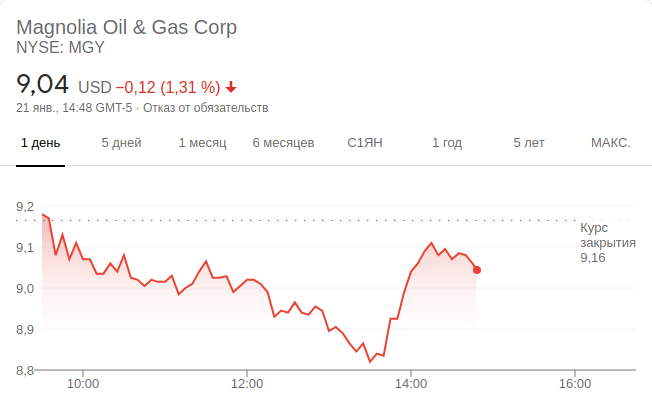 Magnolia Oil & Gas Corp
NYSE: MGY
9,04 USD −0,12 (1,31 %)
21 янв., 14:48 GMT-5 · Отказ от обязательств
1 день 5 дней 1 месяц 6 месяцев С1ЯН 1 год 5 лет МАКС.
9,2
Курс
закрытия
9,16
9,1
9,0
8,9
8,8
10:00 12:00 14:00 16:00